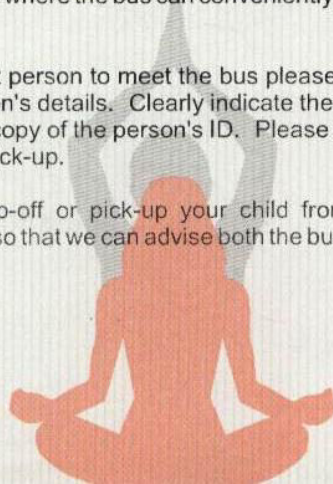 where the bus can conveniently
person to meet the bus please
n's details. Clearly indicate the
copy of the person's ID. Please
ck-up.
o-off or pick-up your child from
so that we can advise both the bu